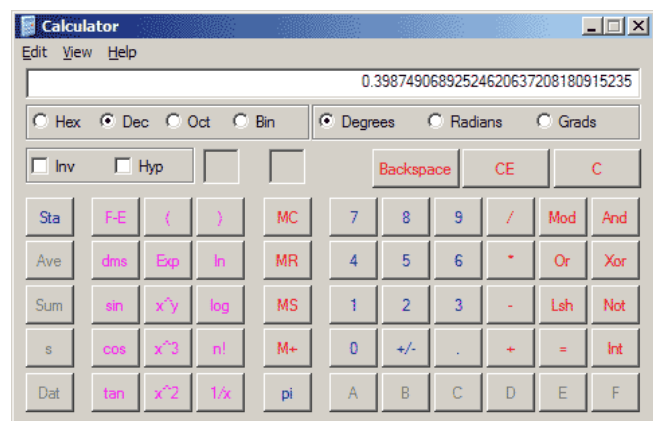 Calculator
Edit View Help
0.39874906892524620637208180915235
Hex Dec Oct Bin Degrees Radians Grads
Inv Hyp Backspace CE C
Sta F-E ( ) MC 7 8 9 / Mod And
Ave dms Exp ln MR 4 5 6 * Or Xor
Sum sin x^y log MS 1 2 3 - Lsh Not
s cos x^3 n! M+ 0 +/- . + = Int
Dat tan x^2 1/x pi A B C D E F